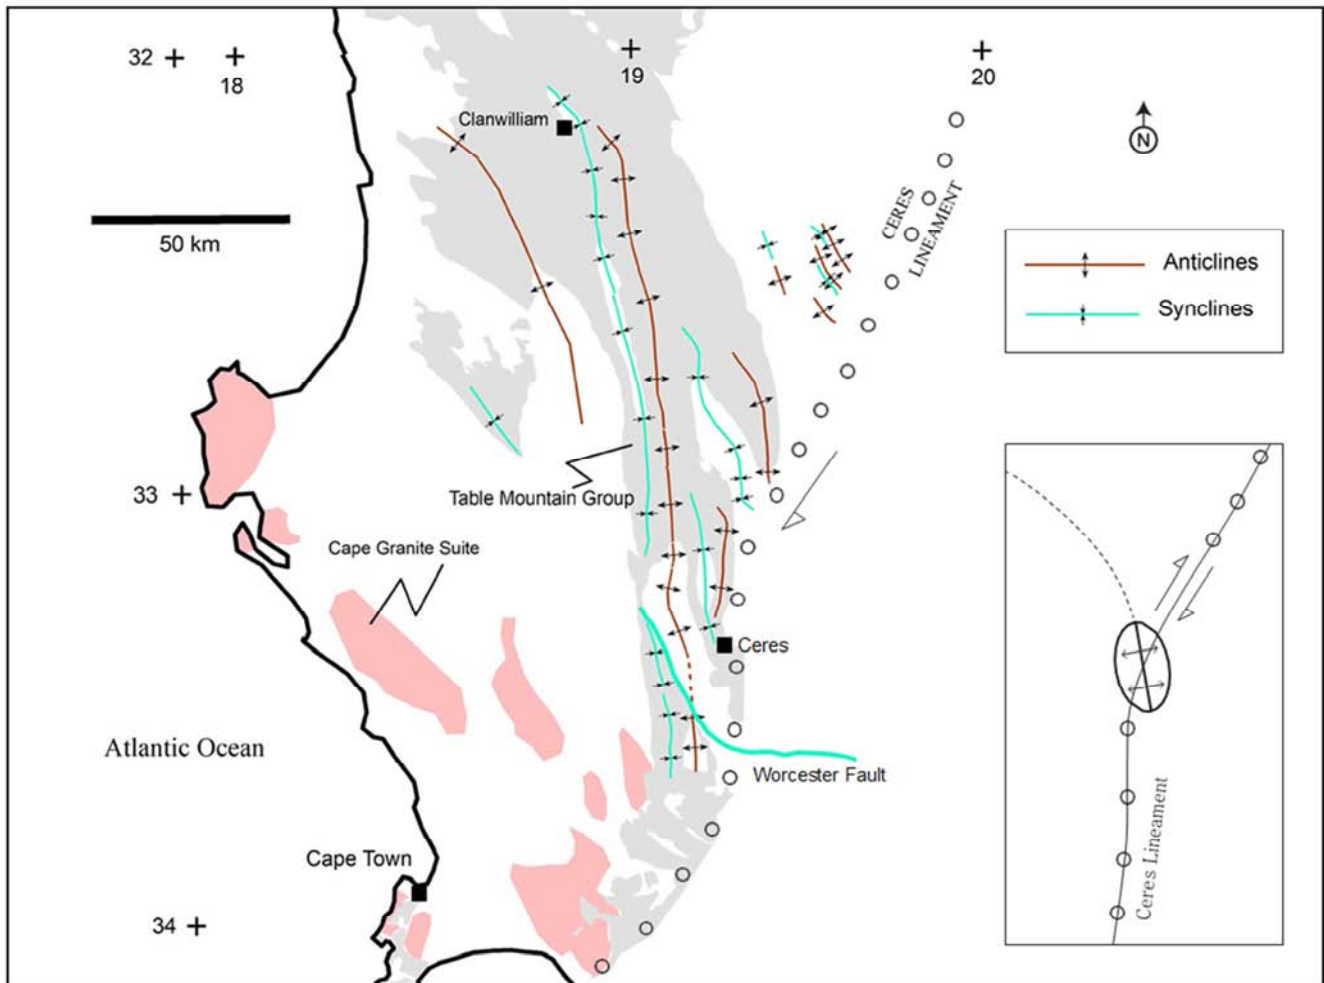 32
18
19
20
Clanwilliam
N
CERES
LINEAMENT
50 km
Anticlines
Synclines
33
Table Mountain Group
Cape Granite Suite
Ceres
Atlantic Ocean
Worcester Fault
Cape Town
34
Ceres Lineament